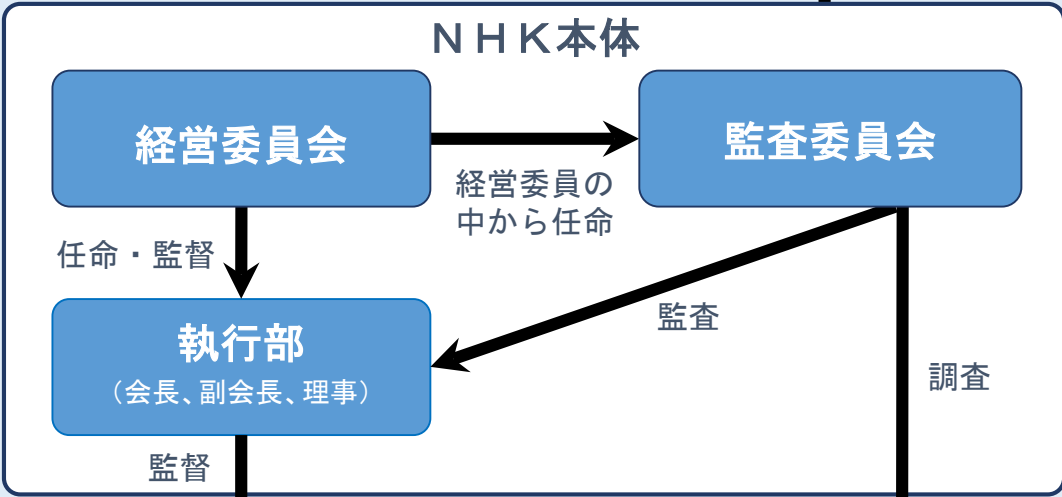 ＮＨＫ本体
経営委員会
監査委員会
経営委員の
中から任命
任命・監督
執行部
（会長、副会長、理事）
監査
調査
監督